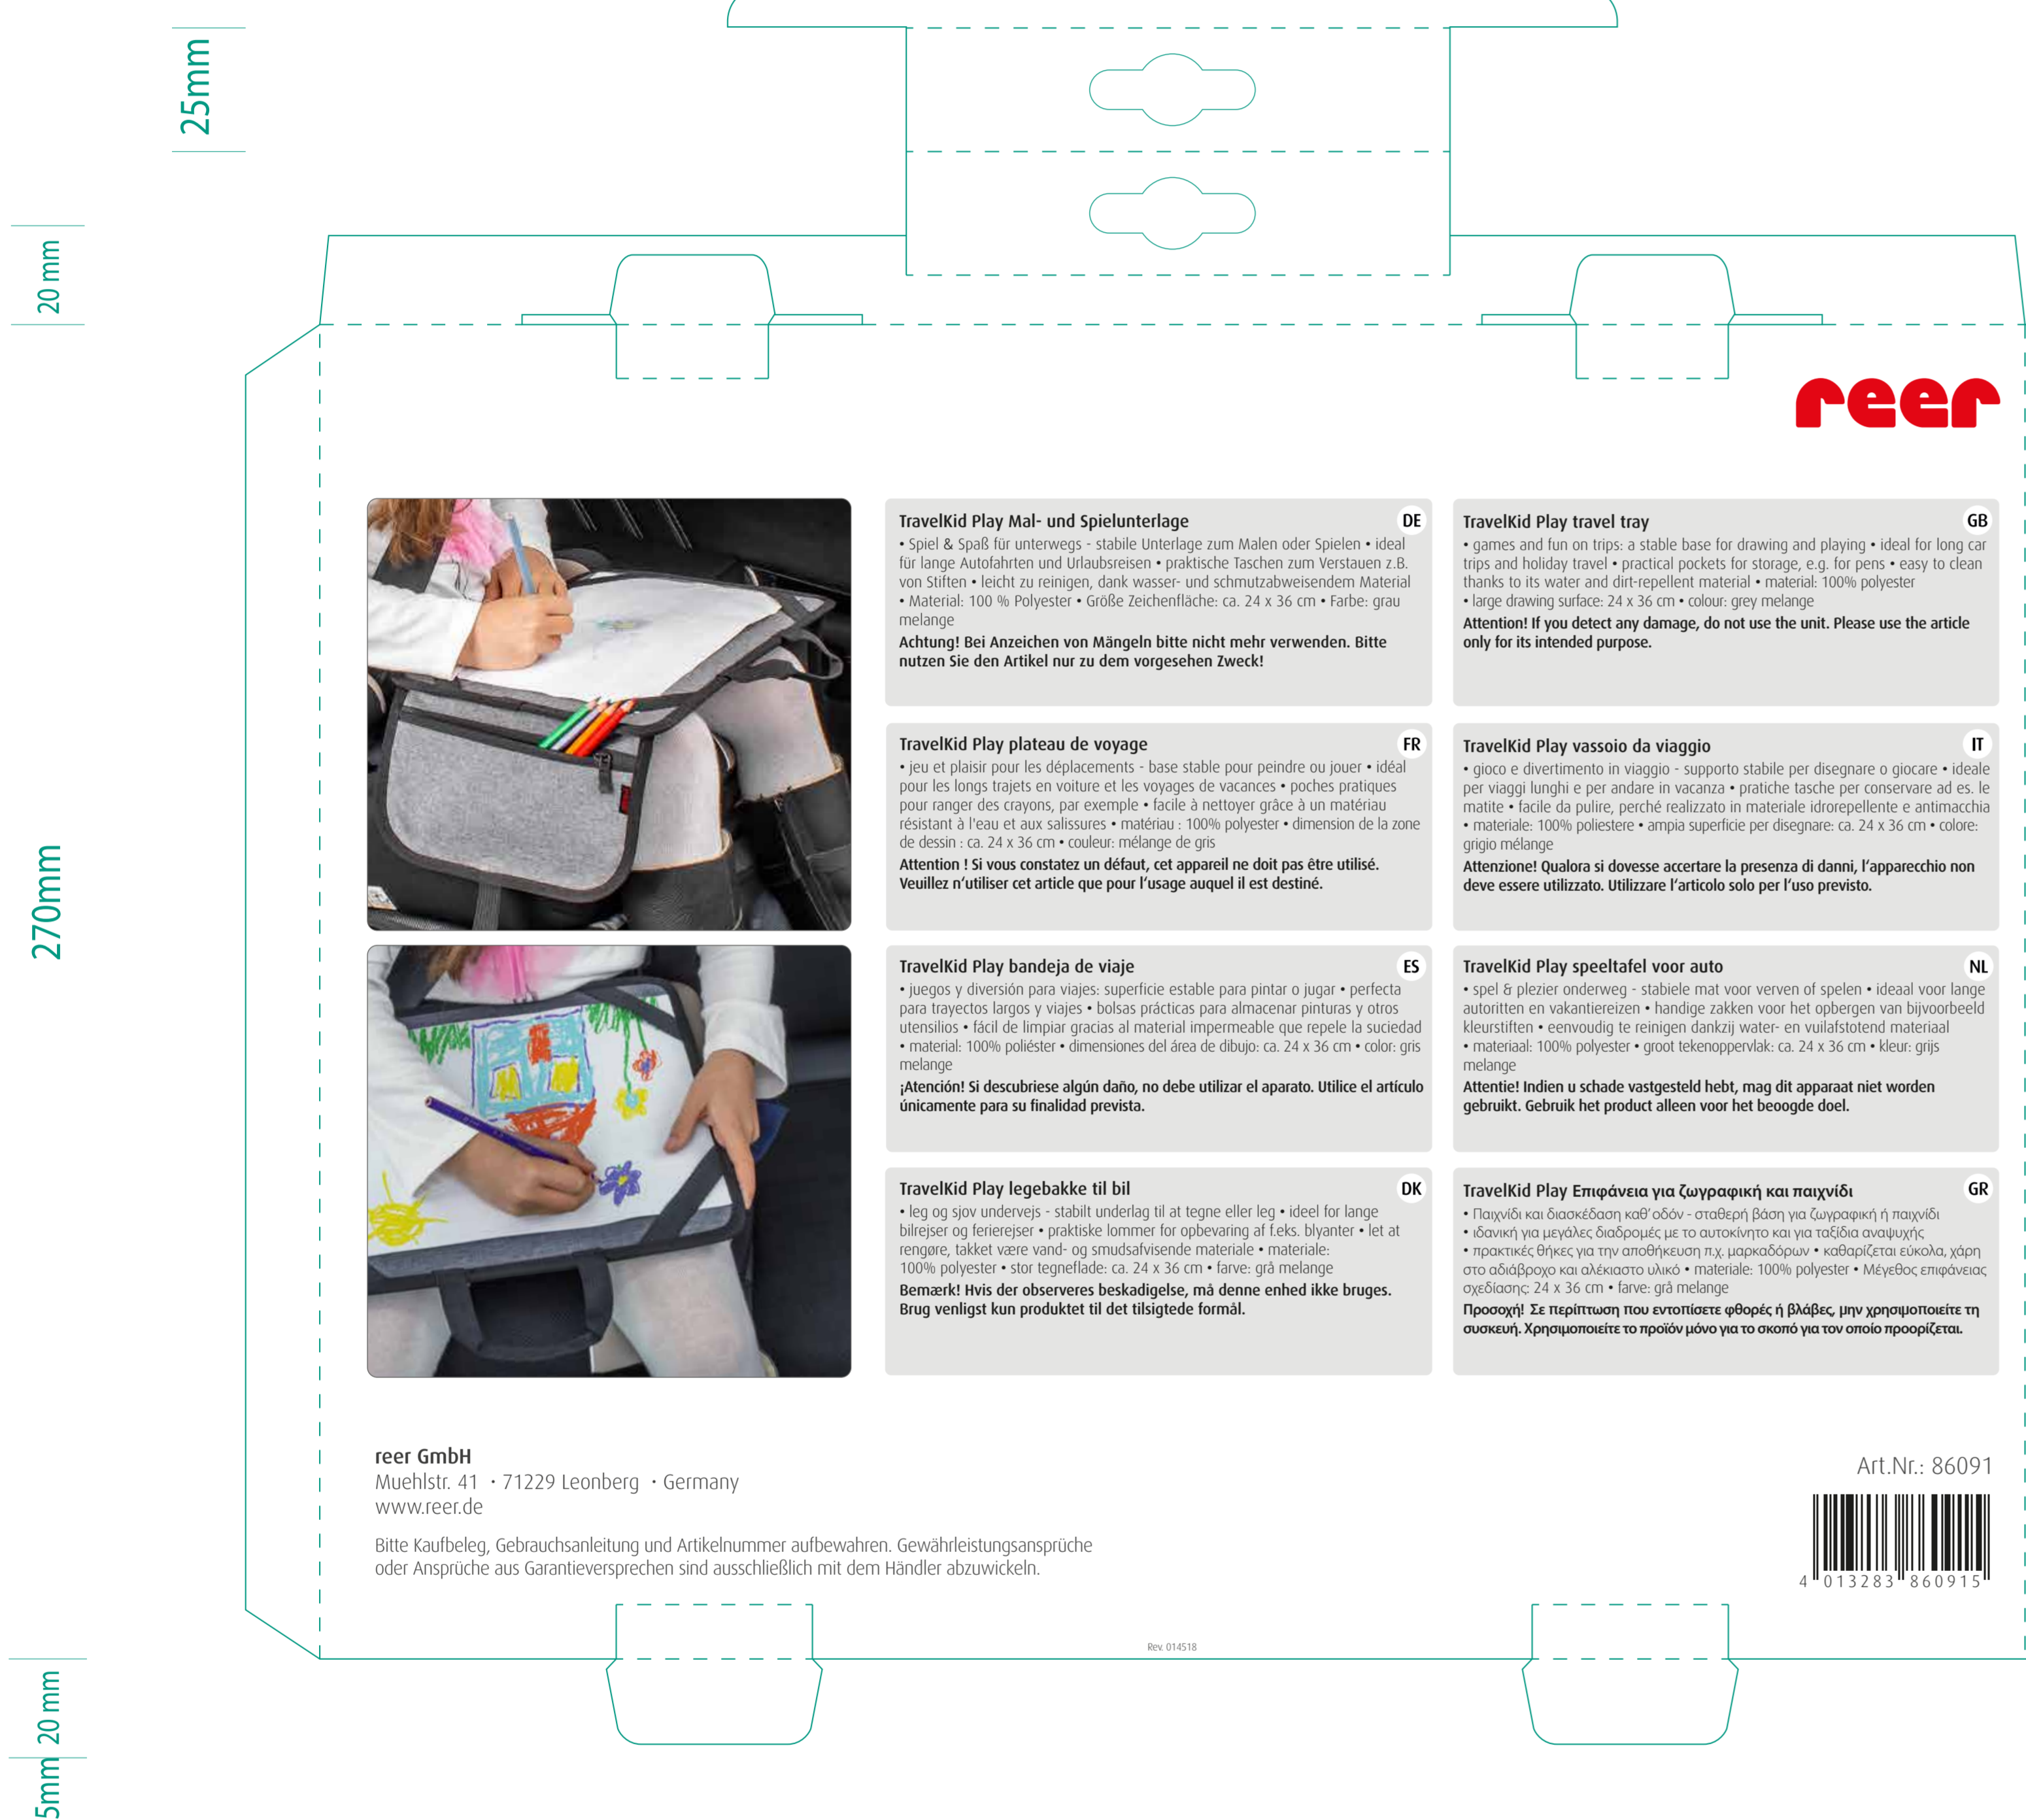 25mm
20 mm
reer
TravelKid Play Mal- und Spielunterlage
DE
• Spiel & Spaß für unterwegs - stabile Unterlage zum Malen oder Spielen • ideal
für lange Autofahrten und Urlaubsreisen • praktische Taschen zum Verstauen z.B.
von Stiften • leicht zu reinigen, dank wasser- und schmutzabweisendem Material
• Material: 100 % Polyester • Größe Zeichenfläche: ca. 24 x 36 cm • Farbe: grau
melange
Achtung! Bei Anzeichen von Mängeln bitte nicht mehr verwenden. Bitte
nutzen Sie den Artikel nur zu dem vorgesehen Zweck!
TravelKid Play travel tray
GB
• games and fun on trips: a stable base for drawing and playing • ideal for long car
trips and holiday travel • practical pockets for storage, e.g. for pens • easy to clean
thanks to its water and dirt-repellent material • material: 100% polyester
• large drawing surface: 24 x 36 cm • colour: grey melange
Attention! If you detect any damage, do not use the unit. Please use the article
only for its intended purpose.
TravelKid Play plateau de voyage
FR
• jeu et plaisir pour les déplacements - base stable pour peindre ou jouer • idéal
pour les longs trajets en voiture et les voyages de vacances • poches pratiques
pour ranger des crayons, par exemple • facile à nettoyer grâce à un matériau
résistant à l'eau et aux salissures • matériau : 100% polyester • dimension de la zone
de dessin : ca. 24 x 36 cm • couleur: mélange de gris
Attention ! Si vous constatez un défaut, cet appareil ne doit pas être utilisé.
Veuillez n‘utiliser cet article que pour l‘usage auquel il est destiné.
TravelKid Play vassoio da viaggio
IT
• gioco e divertimento in viaggio - supporto stabile per disegnare o giocare • ideale
per viaggi lunghi e per andare in vacanza • pratiche tasche per conservare ad es. le
matite • facile da pulire, perché realizzato in materiale idrorepellente e antimacchia
• materiale: 100% poliestere • ampia superficie per disegnare: ca. 24 x 36 cm • colore:
grigio mélange
Attenzione! Qualora si dovesse accertare la presenza di danni, l‘apparecchio non
deve essere utilizzato. Utilizzare l‘articolo solo per l‘uso previsto.
270mm
TravelKid Play bandeja de viaje
ES
• juegos y diversión para viajes: superficie estable para pintar o jugar • perfecta
para trayectos largos y viajes • bolsas prácticas para almacenar pinturas y otros
utensilios • fácil de limpiar gracias al material impermeable que repele la suciedad
• material: 100% poliéster • dimensiones del área de dibujo: ca. 24 x 36 cm • color: gris
melange
¡Atención! Si descubriese algún daño, no debe utilizar el aparato. Utilice el artículo
únicamente para su finalidad prevista.
TravelKid Play speeltafel voor auto
NL
• spel & plezier onderweg - stabiele mat voor verven of spelen • ideaal voor lange
autoritten en vakantiereizen • handige zakken voor het opbergen van bijvoorbeeld
kleurstiften • eenvoudig te reinigen dankzij water- en vuilafstotend materiaal
• materiaal: 100% polyester • groot tekenoppervlak: ca. 24 x 36 cm • kleur: grijs
melange
Attentie! Indien u schade vastgesteld hebt, mag dit apparaat niet worden
gebruikt. Gebruik het product alleen voor het beoogde doel.
TravelKid Play legebakke til bil
DK
• leg og sjov undervejs - stabilt underlag til at tegne eller leg • ideel for lange
bilrejser og ferierejser • praktiske lommer for opbevaring af f.eks. blyanter • let at
rengøre, takket være vand- og smudsafvisende materiale • materiale:
100% polyester • stor tegneflade: ca. 24 x 36 cm • farve: grå melange
Bemærk! Hvis der observeres beskadigelse, må denne enhed ikke bruges.
Brug venligst kun produktet til det tilsigtede formål.
TravelKid Play Επιφάνεια για ζωγραφική και παιχνίδι
GR
• Παιχνίδι και διασκέδαση καθ' οδόν - σταθερή βάση για ζωγραφική ή παιχνίδι
• ιδανική για μεγάλες διαδρομές με το αυτοκίνητο και για ταξίδια αναψυχής
• πρακτικές θήκες για την αποθήκευση π.χ. μαρκαδόρων • καθαρίζεται εύκολα, χάρη
στο αδιάβροχο και αλέκιαστο υλικό • materiale: 100% polyester • Μέγεθος επιφάνειας
σχεδίασης: 24 x 36 cm • farve: grå melange
Προσοχή! Σε περίπτωση που εντοπίσετε φθορές ή βλάβες, μην χρησιμοποιείτε τη
συσκευή. Χρησιμοποιείτε το προϊόν μόνο για το σκοπό για τον οποίο προορίζεται.
reer GmbH
Muehlstr. 41 · 71229 Leonberg · Germany
www.reer.de
Bitte Kaufbeleg, Gebrauchsanleitung und Artikelnummer aufbewahren. Gewährleistungsansprüche
oder Ansprüche aus Garantieversprechen sind ausschließlich mit dem Händler abzuwickeln.
Art.Nr.: 86091
4 013283 860915
Rev. 014518
20 mm
5mm